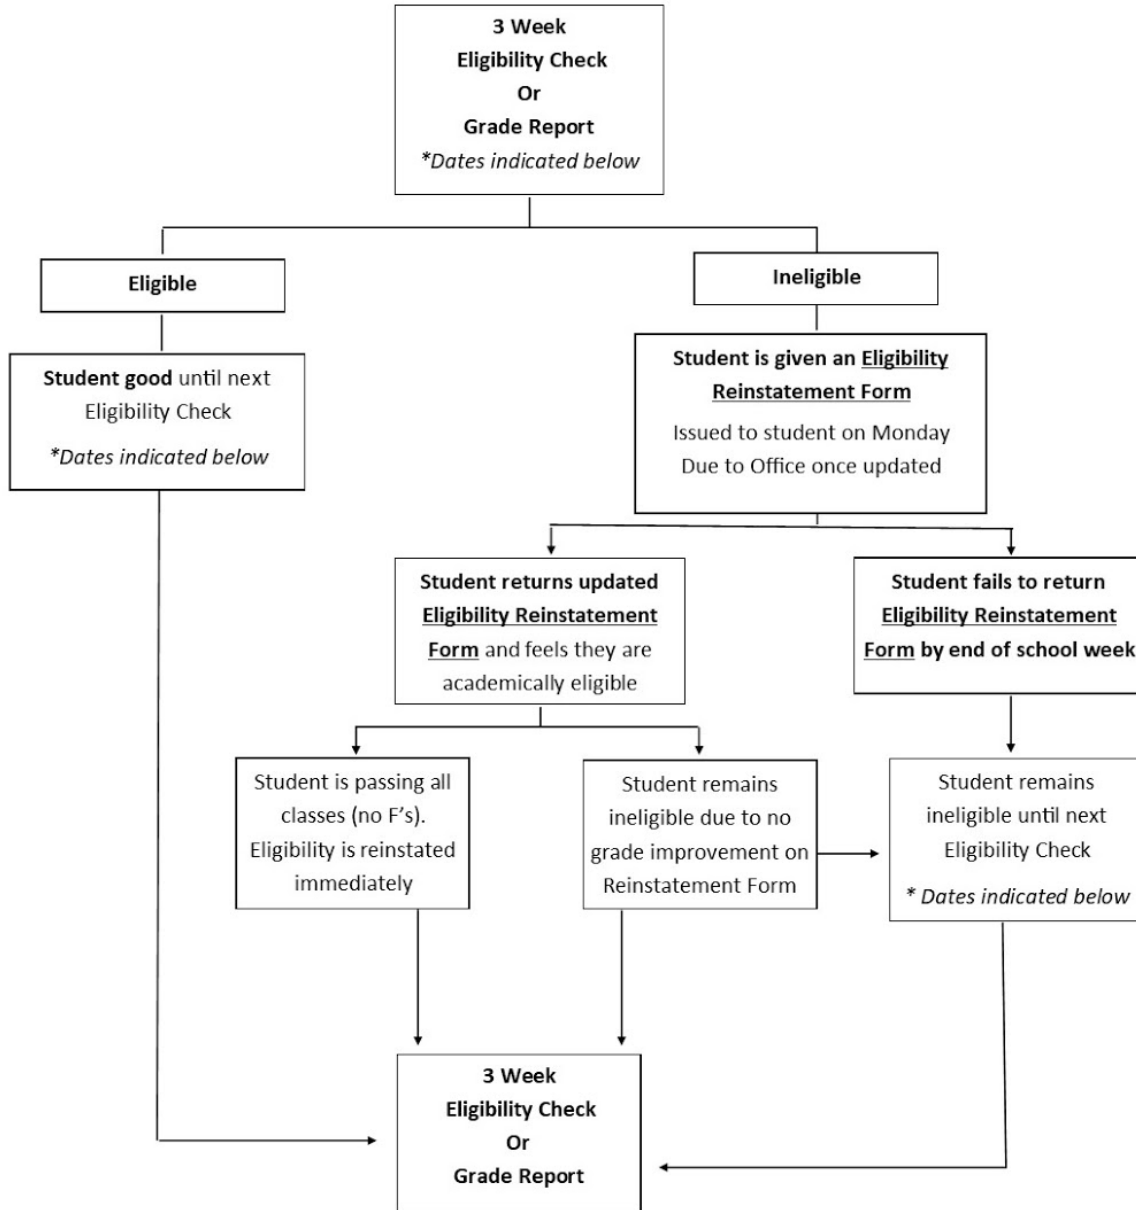 3 Week
Eligibility Check
Or
Grade Report
*Dates indicated below
Eligible
Ineligible
Student good until next
Eligibility Check
*Dates indicated below
Student is given an Eligibility
Reinstatement Form
Issued to student on Monday
Due to Office once updated
Student returns updated
Eligibility Reinstatement
Form and feels they are
academically eligible
Student fails to return
Eligibility Reinstatement
Form by end of school week
Student is passing all
classes (no F's).
Eligibility is reinstated
immediately
Student remains
ineligible due to no
grade improvement on
Reinstatement Form
Student remains
ineligible until next
Eligibility Check
* Dates indicated below
3 Week
Eligibility Check
Or
Grade Report